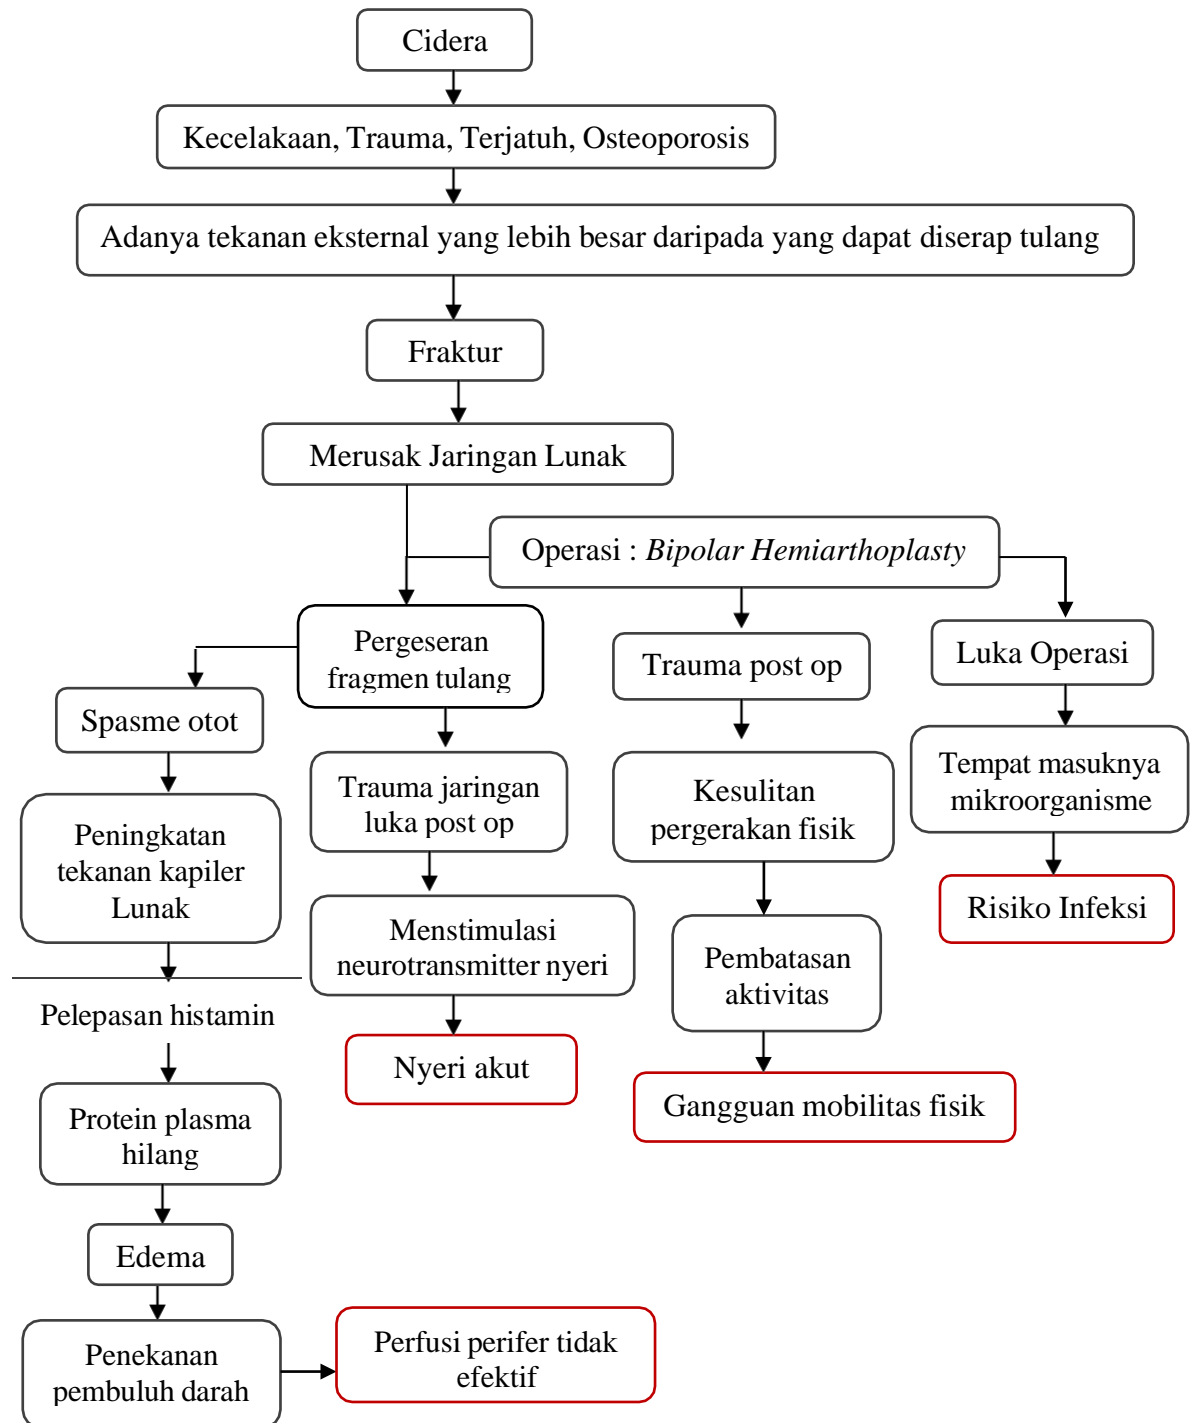 Cidera
Kecelakaan, Trauma, Terjatuh, Osteoporosis
Adanya tekanan eksternal yang lebih besar daripada yang dapat diserap tulang
Fraktur
Merusak Jaringan Lunak
Operasi : Bipolar Hemiarthoplasty
Pergeseran
fragmen tulang
Trauma post op
Luka Operasi
Spasme otot
Trauma jaringan
luka post op
Kesulitan
pergerakan fisik
Tempat masuknya
mikroorganisme
Peningkatan
tekanan kapiler
Lunak
Menstimulasi
neurotransmitter nyeri
Pembatasan
aktivitas
Risiko Infeksi
Pelepasan histamin
Nyeri akut
Gangguan mobilitas fisik
Protein plasma
hilang
Edema
Penekanan
pembuluh darah
Perfusi perifer tidak
efektif